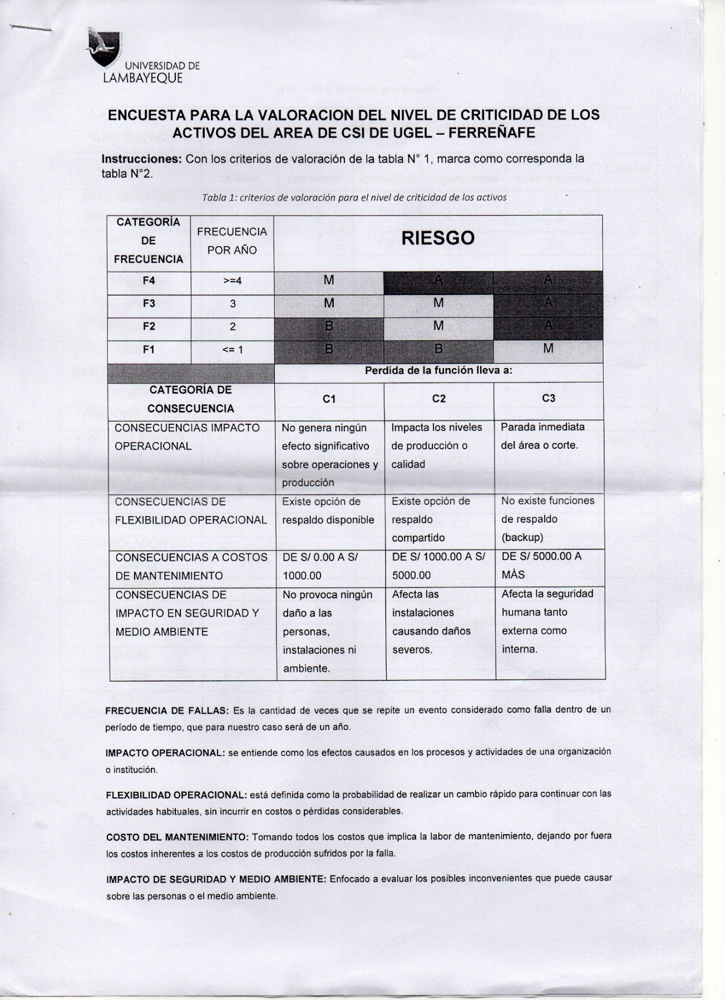 UNIVERSIDAD DE
LAMBAYEQUE
ENCUESTA PARA LA VALORACION DEL NIVEL DE CRITICIDAD DE LOS
ACTIVOS DEL AREA DE CSI DE UGEL – FERREÑAFE
Instrucciones: Con los criterios de valoración de la tabla N° 1, marca como corresponda la
tabla N°2.
Tabla 1: criterios de valoración para el nivel de criticidad de los activos
CATEGORÍA
DE
FRECUENCIA
FRECUENCIA
POR AÑO
RIESGO
F4 >=4 M A A
F3 3 M M A
F2 2 B M A
F1 <= 1 B B M
Perdida de la función lleva a:
CATEGORÍA DE
CONSECUENCIA
C1 C2 C3
CONSECUENCIAS IMPACTO
OPERACIONAL
No genera ningún
efecto significativo
sobre operaciones y
producción
Impacta los niveles
de producción o
calidad
Parada inmediata
del área o corte.
CONSECUENCIAS DE
FLEXIBILIDAD OPERACIONAL
Existe opción de
respaldo disponible
Existe opción de
respaldo
compartido
No existe funciones
de respaldo
(backup)
CONSECUENCIAS A COSTOS
DE MANTENIMIENTO
DE S/ 0.00 A S/
1000.00
DE S/ 1000.00 A S/
5000.00
DE S/ 5000.00 A
MÀS
CONSECUENCIAS DE
IMPACTO EN SEGURIDAD Y
MEDIO AMBIENTE
No provoca ningún
daño a las
personas,
instalaciones ni
ambiente.
Afecta las
instalaciones
causando daños
severos.
Afecta la seguridad
humana tanto
externa como
interna.
FRECUENCIA DE FALLAS: Es la cantidad de veces que se repite un evento considerado como falla dentro de un
período de tiempo, que para nuestro caso será de un año.
IMPACTO OPERACIONAL: se entiende como los efectos causados en los procesos y actividades de una organización
o institución.
FLEXIBILIDAD OPERACIONAL: está definida como la probabilidad de realizar un cambio rápido para continuar con las
actividades habituales, sin incurrir en costos o pérdidas considerables.
COSTO DEL MANTENIMIENTO: Tomando todos los costos que implica la labor de mantenimiento, dejando por fuera
los costos inherentes a los costos de producción sufridos por la falla.
IMPACTO DE SEGURIDAD Y MEDIO AMBIENTE: Enfocado a evaluar los posibles inconvenientes que puede causar
sobre las personas o el medio ambiente.